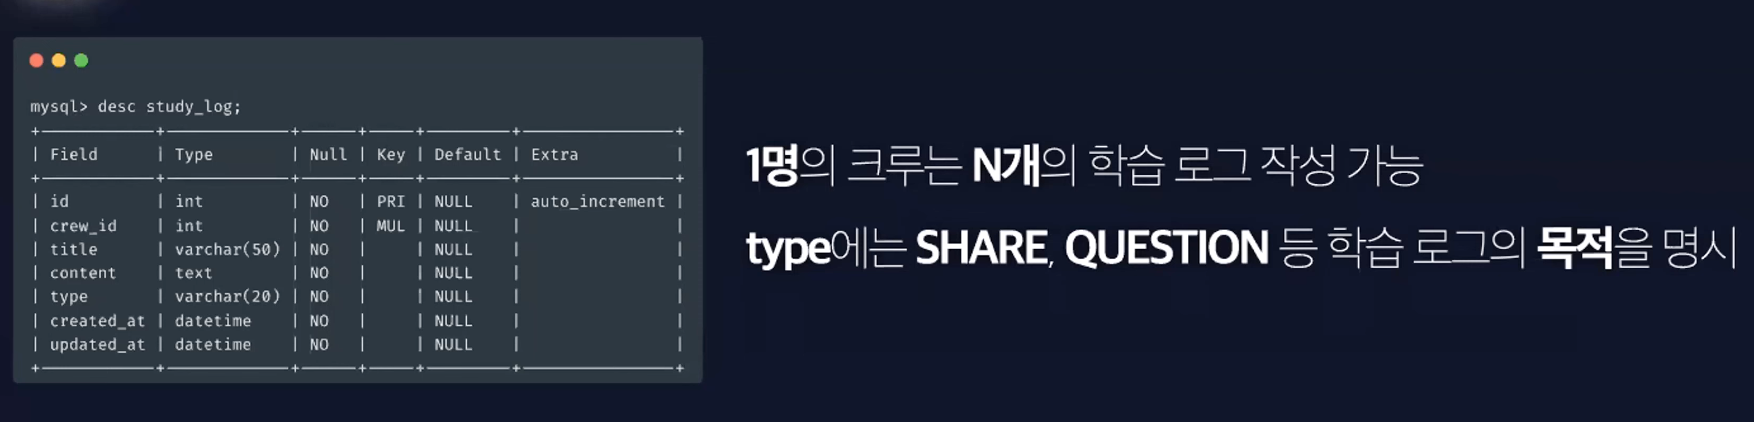 mysql> desc study_log;
+------------+-------------+------+-----+---------+----------------+
| Field | Type | Null | Key | Default | Extra |
+------------+-------------+------+-----+---------+----------------+
| id | int | NO | PRI | NULL | auto_increment |
| crew_id | int | NO | MUL | NULL | |
| title | varchar(50) | NO | | NULL | |
| content | text | NO | | NULL | |
| type | varchar(20) | NO | | NULL | |
| created_at | datetime | NO | | NULL | |
| updated_at | datetime | NO | | NULL | |
+------------+-------------+------+-----+---------+----------------+
1명의 크루는 N개의 학습 로그 작성 가능
type에는 SHARE, QUESTION 등 학습 로그의 목적을 명시